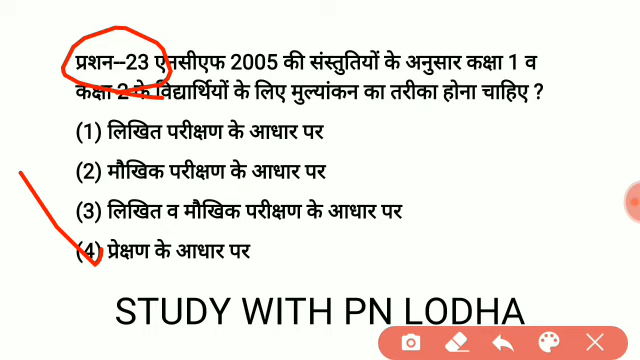 प्रशन--23 एनसीएफ 2005 की संस्तुतियों के अनुसार कक्षा 1 व
कक्षा 2 के विद्यार्थियों के लिए मुल्यांकन का तरीका होना चाहिए ?
(1) लिखित परीक्षण के आधार पर
(2) मौखिक परीक्षण के आधार पर
(3) लिखित व मौखिक परीक्षण के आधार पर
(4) प्रेक्षण के आधार पर
STUDY WITH PN LODHA